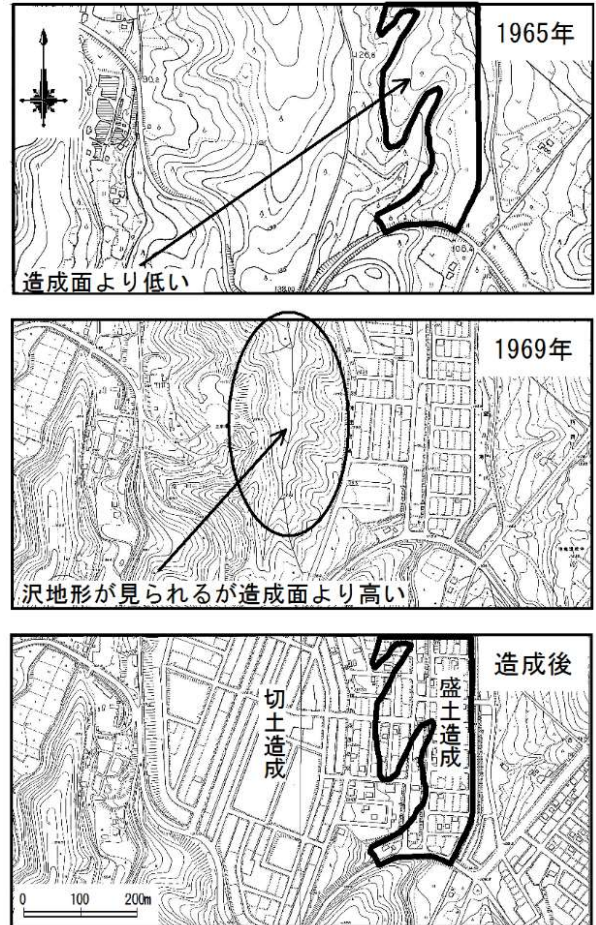 1965年
造成面より低い
1969年
沢地形が見られるが造成面より高い
造成後
切土造成
盛土造成
0 100 200m